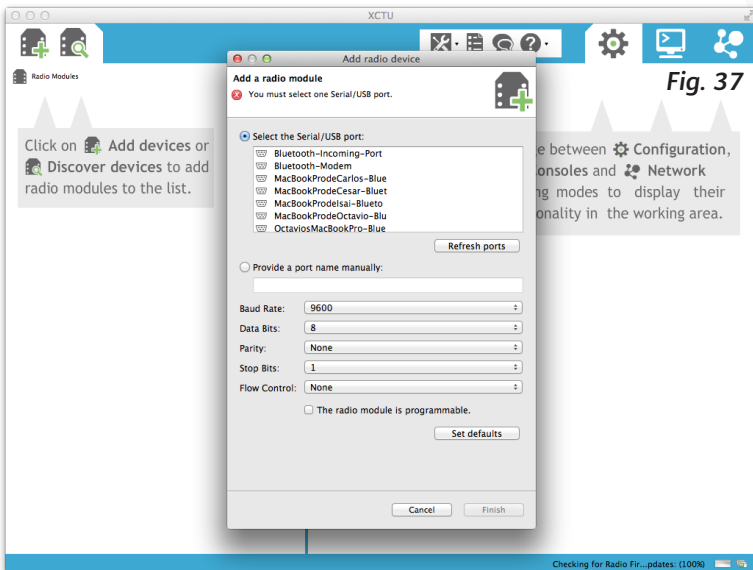 XCTU
Radio Modules
Fig. 37
Click on Add devices or
Discover devices to add
radio modules to the list.
Add radio device
Add a radio module
You must select one Serial/USB port.
Select the Serial/USB port:
Bluetooth-Incoming-Port
Bluetooth-Modem
MacBookProdeCarlos-Blue
MacBookProdeCesar-Bluet
MacBookProdeIsai-Blueto
MacBookProdeOctavio-Blu
OctaviosMacBookPro-Blue
Refresh ports
Provide a port name manually:
Baud Rate: 9600
Data Bits: 8
Parity: None
Stop Bits: 1
Flow Control: None
The radio module is programmable.
Set defaults
Cancel Finish
e between Configuration,
onsoles and Network
ng modes to display their
onality in the working area.
Checking for Radio Fir...pdates: (100%)